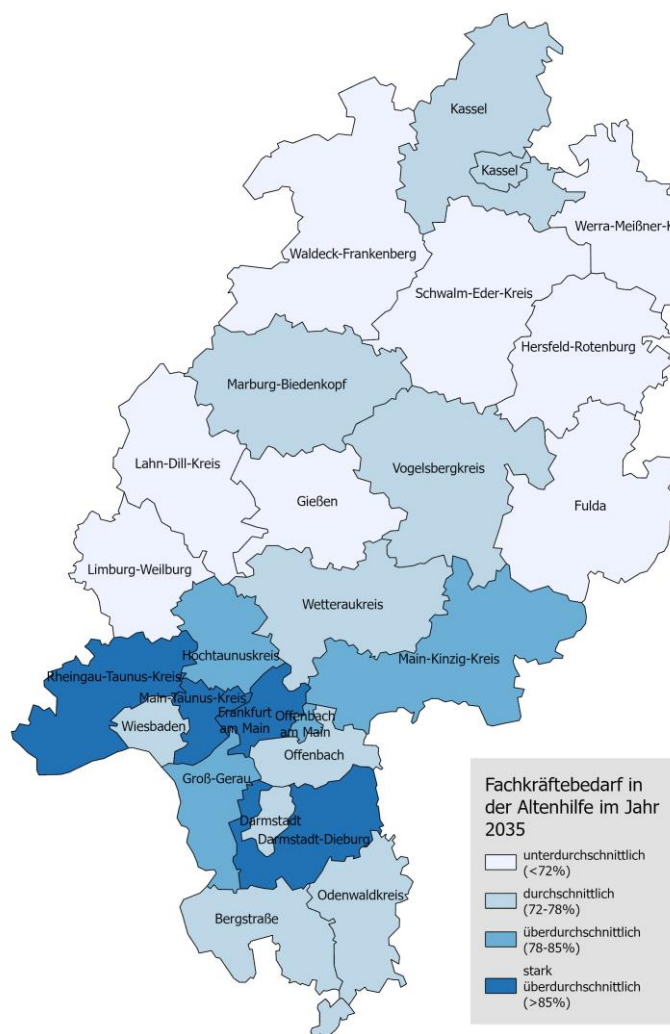 Kassel
Kassel
Werra-Meißner-K
Waldeck-Frankenberg
Schwalm-Eder-Kreis
Hersfeld-Rotenburg
Marburg-Biedenkopf
Lahn-Dill-Kreis
Vogelsbergkreis
Gießen
Fulda
Limburg-Weilburg
Wetteraukreis
Hochtaunuskreis
Main-Kinzig-Kreis
Rheingau-Taunus-Kreis
Main-Taunus-Kreis
Frankfurt
am Main
Offenbach
am Main
Wiesbaden
Offenbach
Groß-Gerau
Darmstadt
Darmstadt-Dieburg
Odenwaldkreis
Bergstraße
Fachkräftebedarf in
der Altenhilfe im Jahr
2035
unterdurchschnittlich
(<72%)
durchschnittlich
(72-78%)
überdurchschnittlich
(78-85%)
stark
überdurchschnittlich
(>85%)